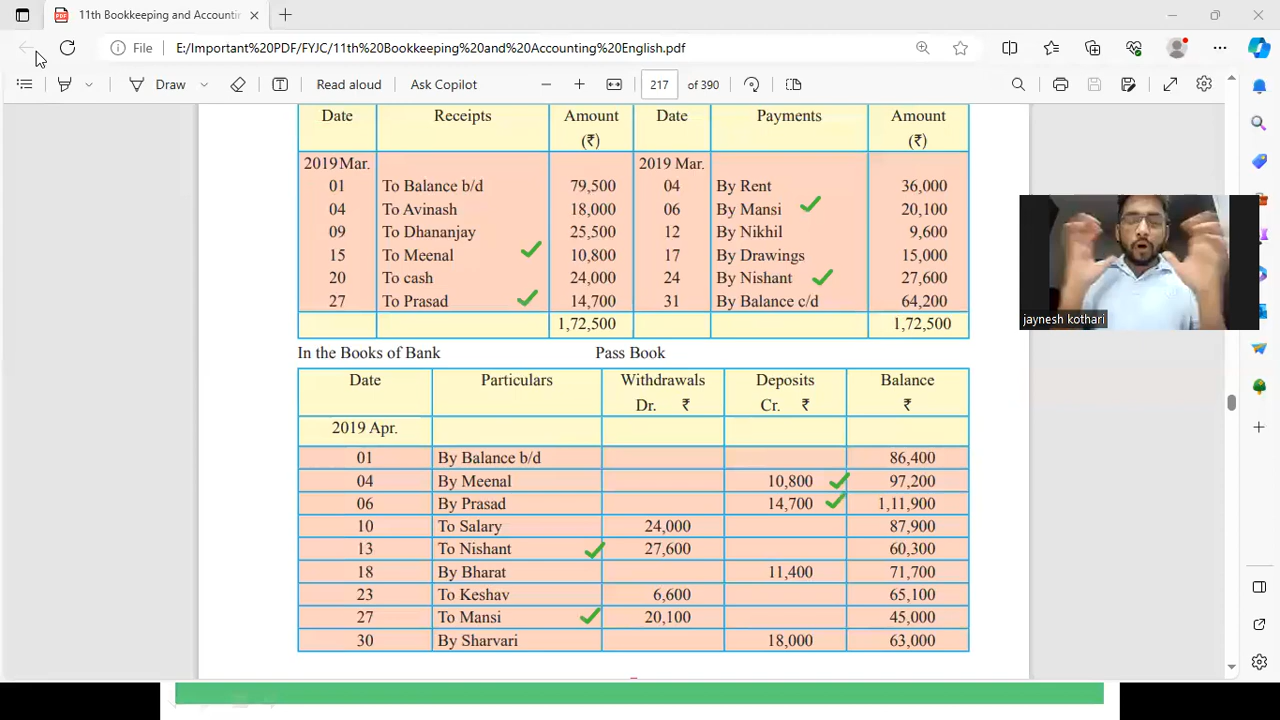 11th Bookkeeping and Accountin
File E:/Important%20PDF/FYJC/11th%20Bookkeeping%20and%20Accounting%20English.pdf
Draw Read aloud Ask Copilot 217 of 390
Date Receipts Amount Date Payments Amount
(₹) (₹)
2019 Mar. 2019 Mar.
01 To Balance b/d 79,500 04 By Rent 36,000
04 To Avinash 18,000 06 By Mansi 20,100
09 To Dhananjay 25,500 12 By Nikhil 9,600
15 To Meenal 10,800 17 By Drawings 15,000
20 To cash 24,000 24 By Nishant 27,600
27 To Prasad 14,700 31 By Balance c/d 64,200
1,72,500 1,72,500
jaynesh kothari
In the Books of Bank Pass Book
Date Particulars Withdrawals Deposits Balance
Dr. ₹ Cr. ₹ ₹
2019 Apr.
01 By Balance b/d 86,400
04 By Meenal 10,800 97,200
06 By Prasad 14,700 1,11,900
10 To Salary 24,000 87,900
13 To Nishant 27,600 60,300
18 By Bharat 11,400 71,700
23 To Keshav 6,600 65,100
27 To Mansi 20,100 45,000
30 By Sharvari 18,000 63,000